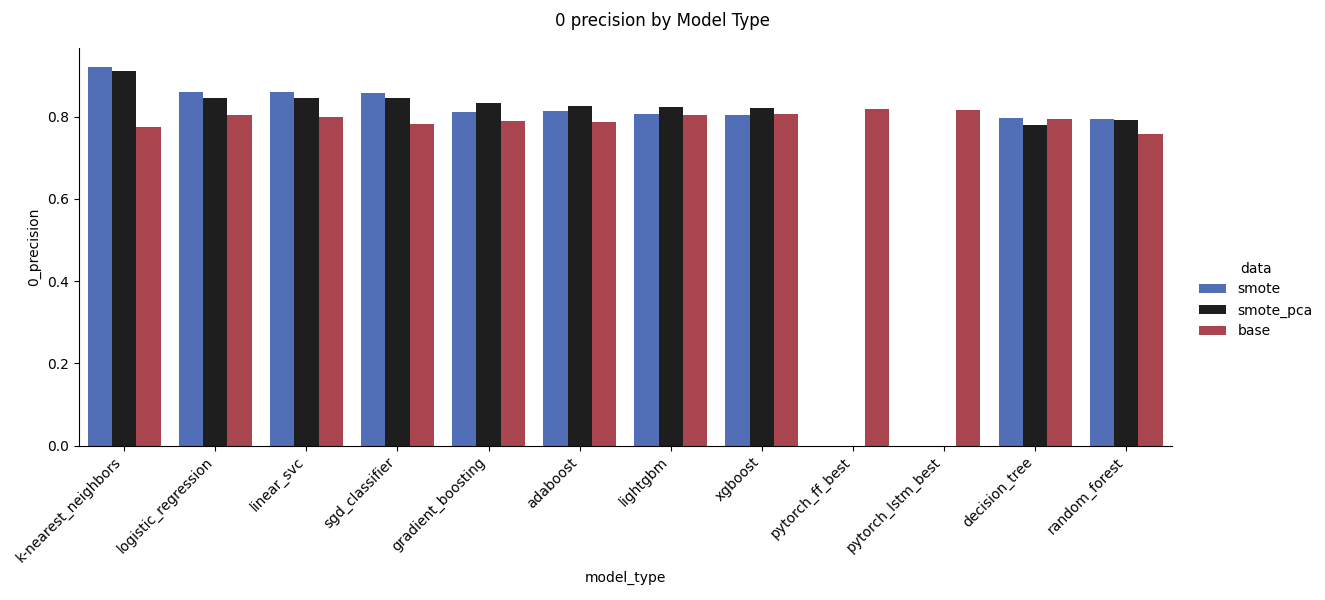 0 precision by Model Type
0_precision
0.8
0.6
0.4
0.2
0.0
k-nearest_neighbors
logistic_regression
linear_svc
sgd_classifier
gradient_boosting
adaboost
lightgbm
xgboost
pytorch_ff_best
pytorch_lstm_best
decision_tree
random_forest
model_type
data
smote
smote_pca
base